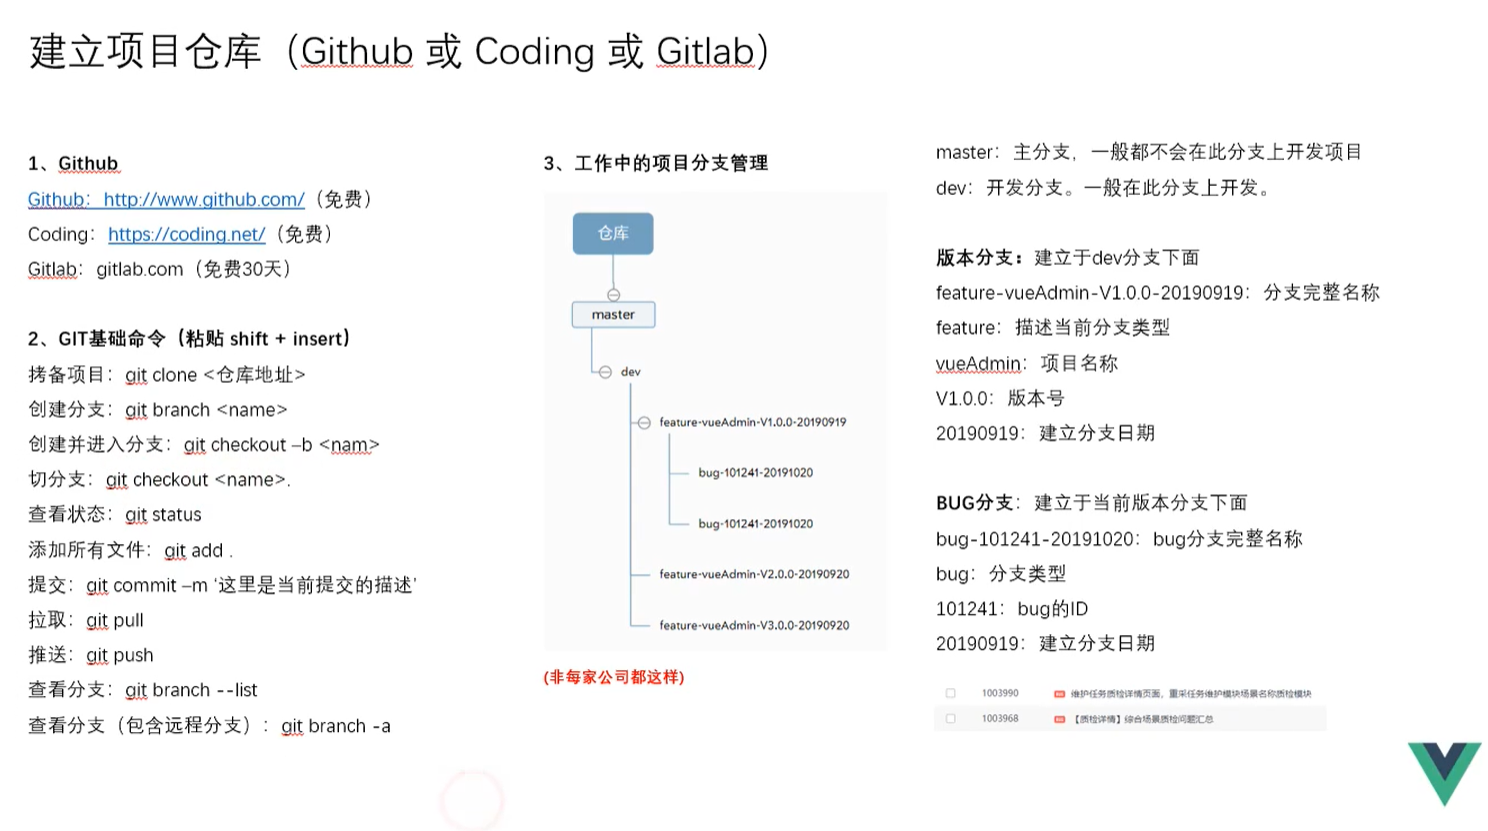 建立项目仓库（Github 或 Coding 或 Gitlab）
1、Github
Github：http://www.github.com/（免费）
Coding：https://coding.net/（免费）
Gitlab：gitlab.com（免费30天）
2、GIT基础命令（粘贴 shift + insert）
拷备项目：git clone <仓库地址>
创建分支：git branch <name>
创建并进入分支：git checkout –b <nam>
切分支：git checkout <name>.
查看状态：git status
添加所有文件：git add .
提交：git commit –m ‘这里是当前提交的描述’
拉取：git pull
推送：git push
查看分支：git branch --list
查看分支（包含远程分支）：git branch -a
3、工作中的项目分支管理
仓库
master
dev
feature-vueAdmin-V1.0.0-20190919
bug-101241-20191020
bug-101241-20191020
feature-vueAdmin-V2.0.0-20190920
feature-vueAdmin-V3.0.0-20190920
(非每家公司都这样)
master：主分支，一般都不会在此分支上开发项目
dev：开发分支。一般在此分支上开发。
版本分支：建立于dev分支下面
feature-vueAdmin-V1.0.0-20190919：分支完整名称
feature：描述当前分支类型
vueAdmin：项目名称
V1.0.0：版本号
20190919：建立分支日期
BUG分支：建立于当前版本分支下面
bug-101241-20191020：bug分支完整名称
bug：分支类型
101241：bug的ID
20190919：建立分支日期
1003990 维护任务质检详情页面，重采任务维护模块场景名称质检模块
1003968 【质检详情】综合场景质检问题汇总